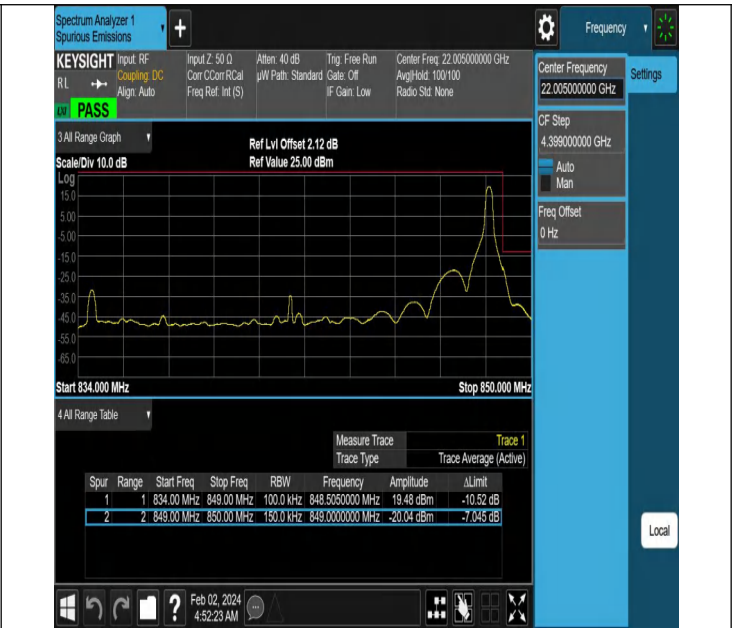 Spectrum Analyzer 1
Spurious Emissions
+
Frequency
KEYSIGHT
RL
PASS
Input: RF
Coupling: DC
Align: Auto
Input Z: 50 Ω
Corr CCorr RCal
Freq Ref: Int (S)
Atten: 40 dB
µW Path: Standard
Trig: Free Run
Gate: Off
IF Gain: Low
Center Freq: 22.005000000 GHz
Avg|Hold: 100/100
Radio Std: None
Center Frequency
22.005000000 GHz
Settings
CF Step
4.399000000 GHz
Auto
Man
Freq Offset
0 Hz
3 All Range Graph
Scale/Div 10.0 dB
Ref Lvl Offset 2.12 dB
Ref Value 25.00 dBm
Log
15.0
5.00
-5.00
-15.0
-25.0
-35.0
-45.0
-55.0
-65.0
Start 834.000 MHz
Stop 850.000 MHz
4 All Range Table
Measure Trace Trace 1
Trace Type Trace Average (Active)
Spur Range Start Freq Stop Freq RBW Frequency Amplitude ΔLimit
1 1 834.00 MHz 849.00 MHz 100.0 kHz 848.5050000 MHz 19.48 dBm -10.52 dB
2 2 849.00 MHz 850.00 MHz 150.0 kHz 849.0000000 MHz -20.04 dBm -7.045 dB
Local
?
Feb 02, 2024
4:52:23 AM